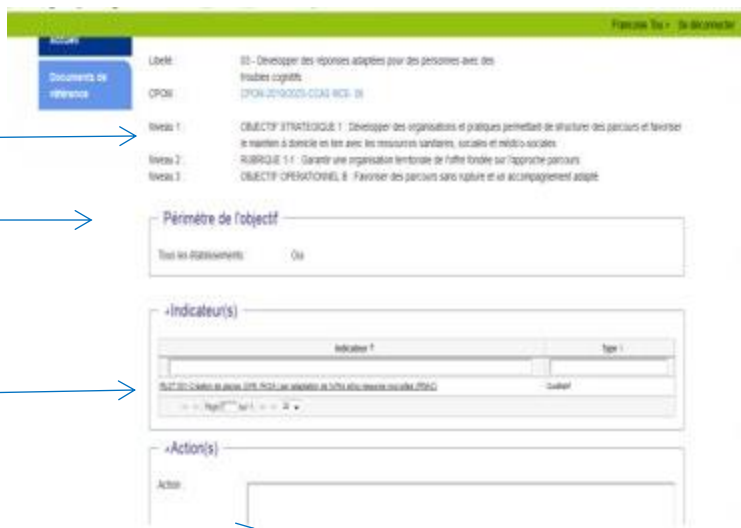 Se déconnecter
Accueil
Documents de
référence
Libellé
03 - Développer des réponses adaptées pour des personnes avec des
troubles cognitifs
CPOM
Niveau 1 : OBJECTIF STRATEGIQUE 1 : Développer des organisations et pratiques permettant de structurer des parcours et favoriser
le maintien à domicile en lien avec les ressources sanitaires, sociales et médico-sociales
Niveau 2 : RUBRIQUE 1-1 : Garantir une organisation territoriale de l'offre fondée sur l'approche parcours
Niveau 3 : OBJECTIF OPERATIONNEL B : Favoriser des parcours sans rupture et un accompagnement adapté
Périmètre de l'objectif
Tous les établissements : Oui
Indicateur(s)
Indicateur
Type
Page sur 1
Action(s)
Action